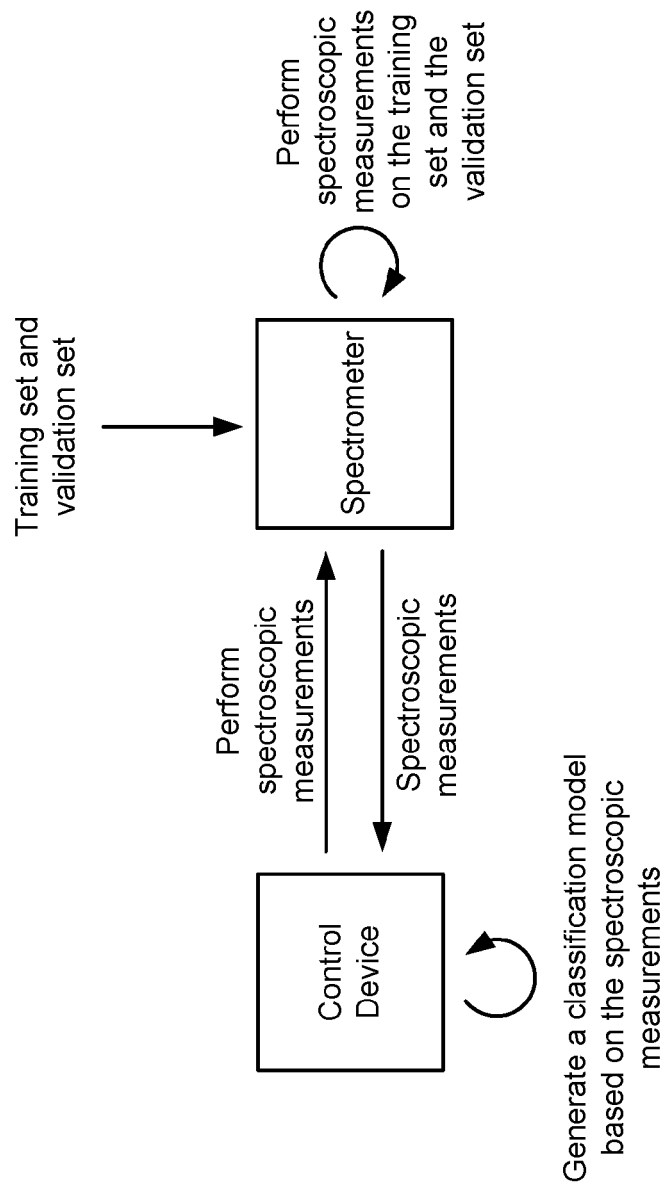 Training set and
validation set
Perform
spectroscopic
measurements
Control
Device
Spectrometer
Perform
spectroscopic
measurements
on the training
set and the
validation set
Spectroscopic
measurements
Generate a classification model
based on the spectroscopic
measurements